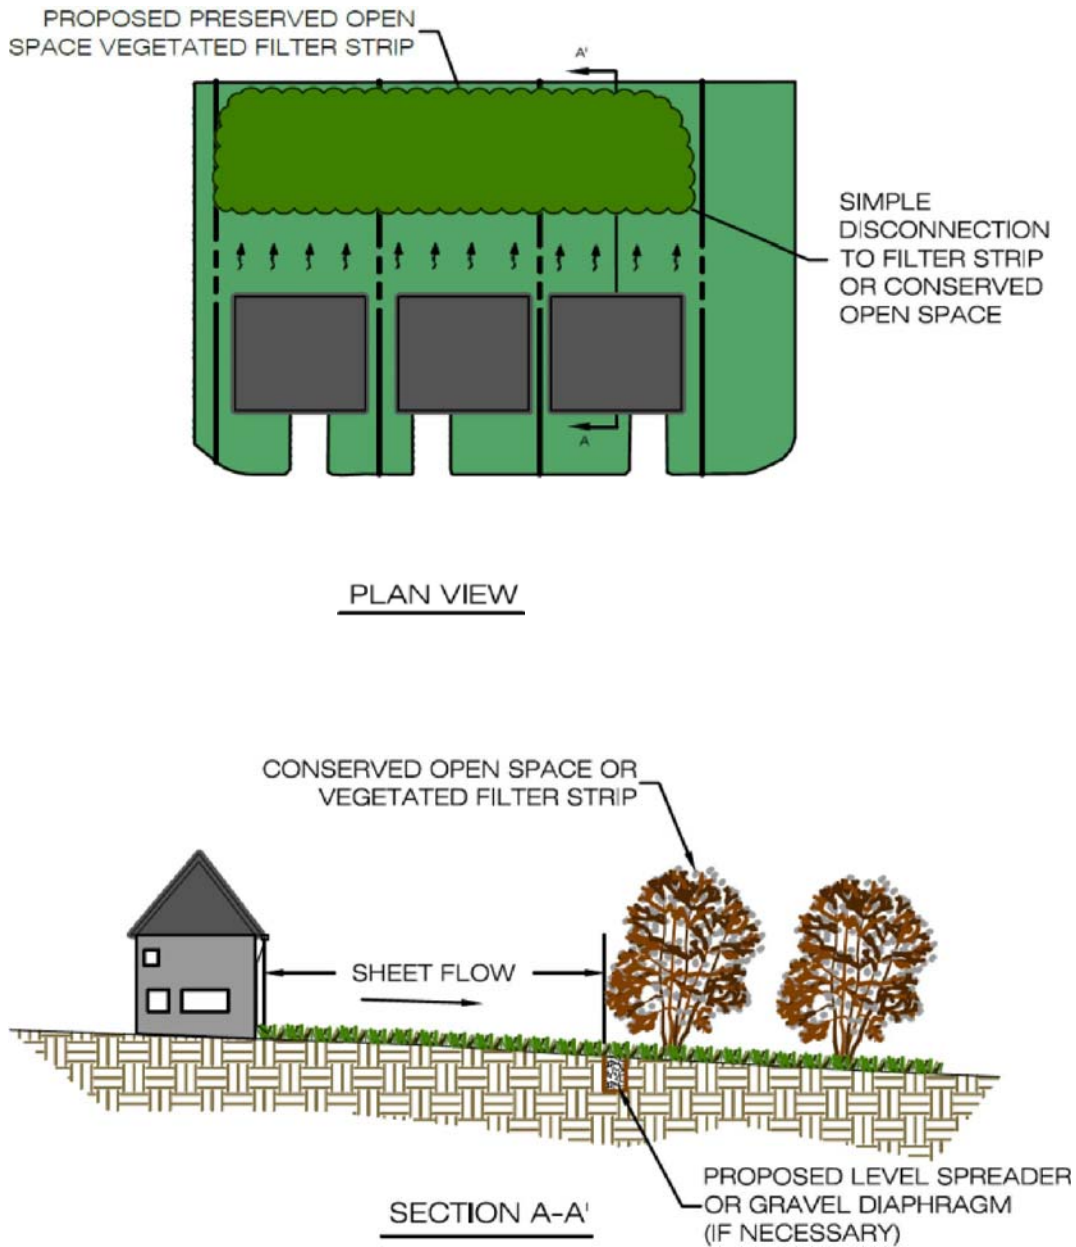 PROPOSED PRESERVED OPEN
SPACE VEGETATED FILTER STRIP
A'
SIMPLE
DISCONNECTION
TO FILTER STRIP
OR CONSERVED
OPEN SPACE
A
PLAN VIEW
CONSERVED OPEN SPACE OR
VEGETATED FILTER STRIP
SHEET FLOW
PROPOSED LEVEL SPREADER
OR GRAVEL DIAPHRAGM
(IF NECESSARY)
SECTION A-A'